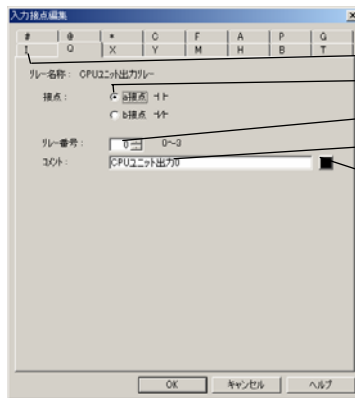 入力接点編集
# @ * C F A P G
I Q X Y M H B T
リレー名称： CPUユニット出力リレー
接点： a接点
b接点
リレー番号： 0 0～3
コメント： CPUユニット出力0
OK キャンセル ヘルプ